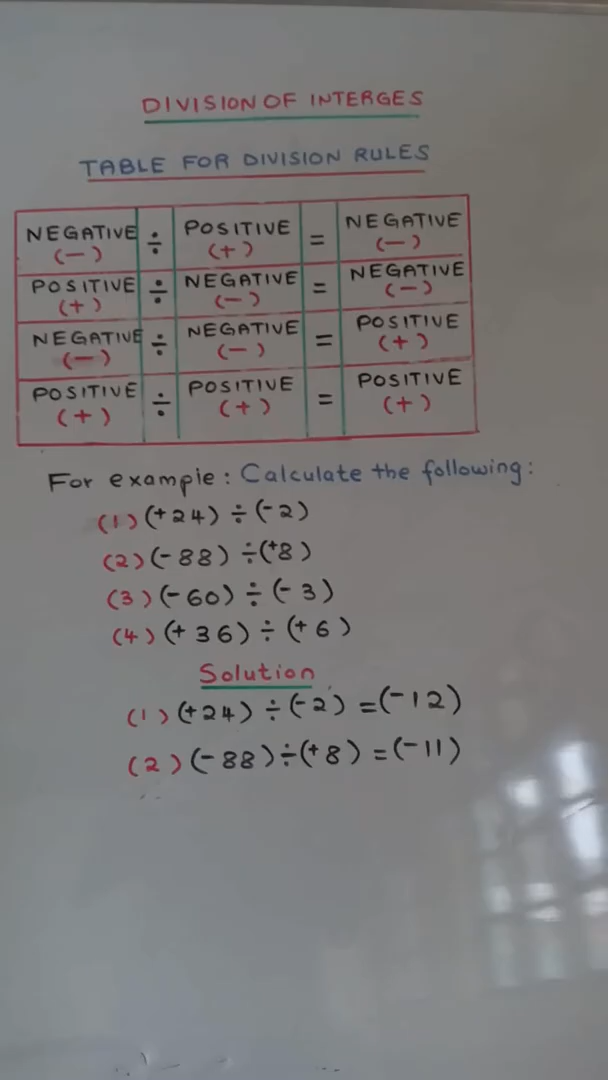 DIVISION OF INTERGES
TABLE FOR DIVISION RULES
NEGATIVE (-) ÷ POSITIVE (+) = NEGATIVE (-)
POSITIVE (+) ÷ NEGATIVE (-) = NEGATIVE (-)
NEGATIVE (-) ÷ NEGATIVE (-) = POSITIVE (+)
POSITIVE (+) ÷ POSITIVE (+) = POSITIVE (+)
For example: Calculate the following:
(1) (+24) ÷ (-2)
(2) (-88) ÷ (+8)
(3) (-60) ÷ (-3)
(4) (+36) ÷ (+6)
Solution
(1) (+24) ÷ (-2) = (-12)
(2) (-88) ÷ (+8) = (-11)